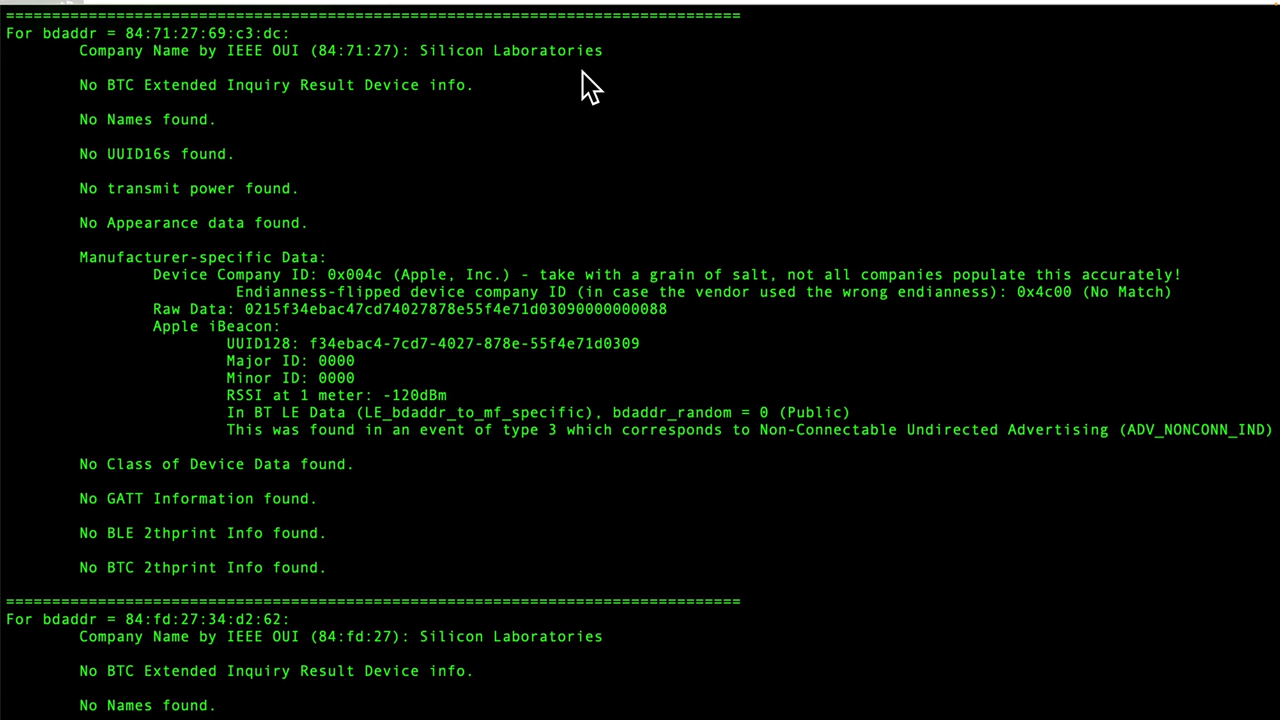 ================================================================================
For bdaddr = 84:71:27:69:c3:dc:
Company Name by IEEE OUI (84:71:27): Silicon Laboratories
No BTC Extended Inquiry Result Device info.
No Names found.
No UUID16s found.
No transmit power found.
No Appearance data found.
Manufacturer-specific Data:
Device Company ID: 0x004c (Apple, Inc.) - take with a grain of salt, not all companies populate this accurately!
Endianness-flipped device company ID (in case the vendor used the wrong endianness): 0x4c00 (No Match)
Raw Data: 0215f34ebac47cd74027878e55f4e71d03090000000088
Apple iBeacon:
UUID128: f34ebac4-7cd7-4027-878e-55f4e71d0309
Major ID: 0000
Minor ID: 0000
RSSI at 1 meter: -120dBm
In BT LE Data (LE_bdaddr_to_mf_specific), bdaddr_random = 0 (Public)
This was found in an event of type 3 which corresponds to Non-Connectable Undirected Advertising (ADV_NONCONN_IND)
No Class of Device Data found.
No GATT Information found.
No BLE 2thprint Info found.
No BTC 2thprint Info found.
================================================================================
For bdaddr = 84:fd:27:34:d2:62:
Company Name by IEEE OUI (84:fd:27): Silicon Laboratories
No BTC Extended Inquiry Result Device info.
No Names found.